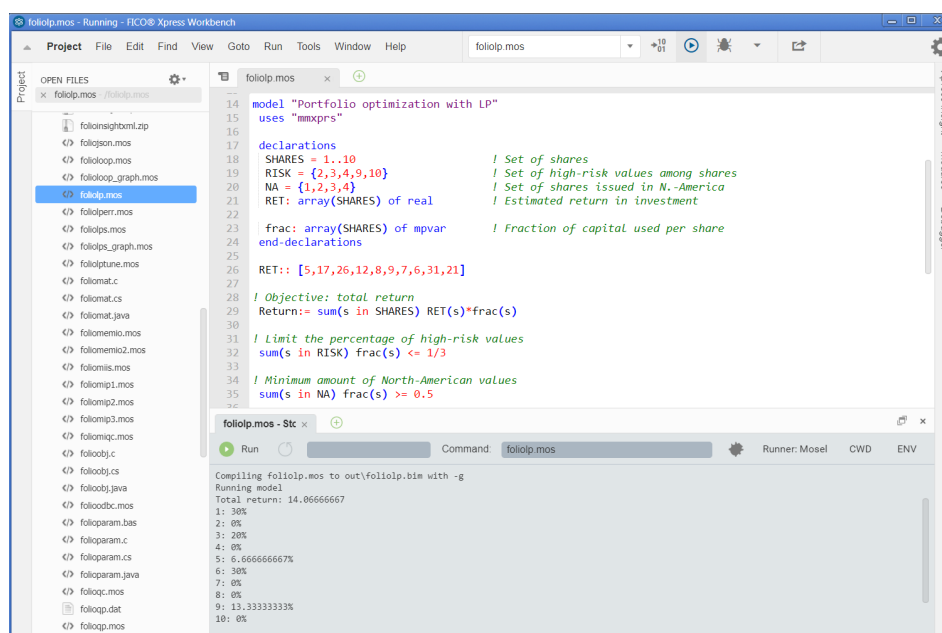 foliolp.mos - Running - FICO® Xpress Workbench
Project File Edit Find View Goto Run Tools Window Help foliolp.mos
Project
OPEN FILES
foliolp.mos - /foliolp.mos
folioinsightxml.zip
foliojson.mos
folioloop.mos
folioloop_graph.mos
foliolp.mos
foliolperr.mos
foliolps.mos
foliolps_graph.mos
foliolptune.mos
foliomat.c
foliomat.cs
foliomat.java
foliomemio.mos
foliomemio2.mos
foliomiis.mos
foliomip1.mos
foliomip2.mos
foliomip3.mos
foliomiqc.mos
folioobj.c
folioobj.cs
folioobj.java
folioodbc.mos
folioparam.bas
folioparam.c
folioparam.cs
folioparam.java
folioqc.mos
folioqp.dat
folioqp.mos
foliolp.mos
14 model "Portfolio optimization with LP"
15 uses "mmxprs"
16
17 declarations
18 SHARES = 1..10 ! Set of shares
19 RISK = {2,3,4,9,10} ! Set of high-risk values among shares
20 NA = {1,2,3,4} ! Set of shares issued in N.-America
21 RET: array(SHARES) of real ! Estimated return in investment
22
23 frac: array(SHARES) of mpvar ! Fraction of capital used per share
24 end-declarations
25
26 RET:: [5,17,26,12,8,9,7,6,31,21]
27
28 ! Objective: total return
29 Return:= sum(s in SHARES) RET(s)*frac(s)
30
31 ! Limit the percentage of high-risk values
32 sum(s in RISK) frac(s) <= 1/3
33
34 ! Minimum amount of North-American values
35 sum(s in NA) frac(s) >= 0.5
foliolp.mos - Stc
Run Command: foliolp.mos Runner: Mosel CWD ENV
Compiling foliolp.mos to out\foliolp.bim with -g
Running model
Total return: 14.06666667
1: 30%
2: 0%
3: 20%
4: 0%
5: 6.666666667%
6: 30%
7: 0%
8: 0%
9: 13.33333333%
10: 0%